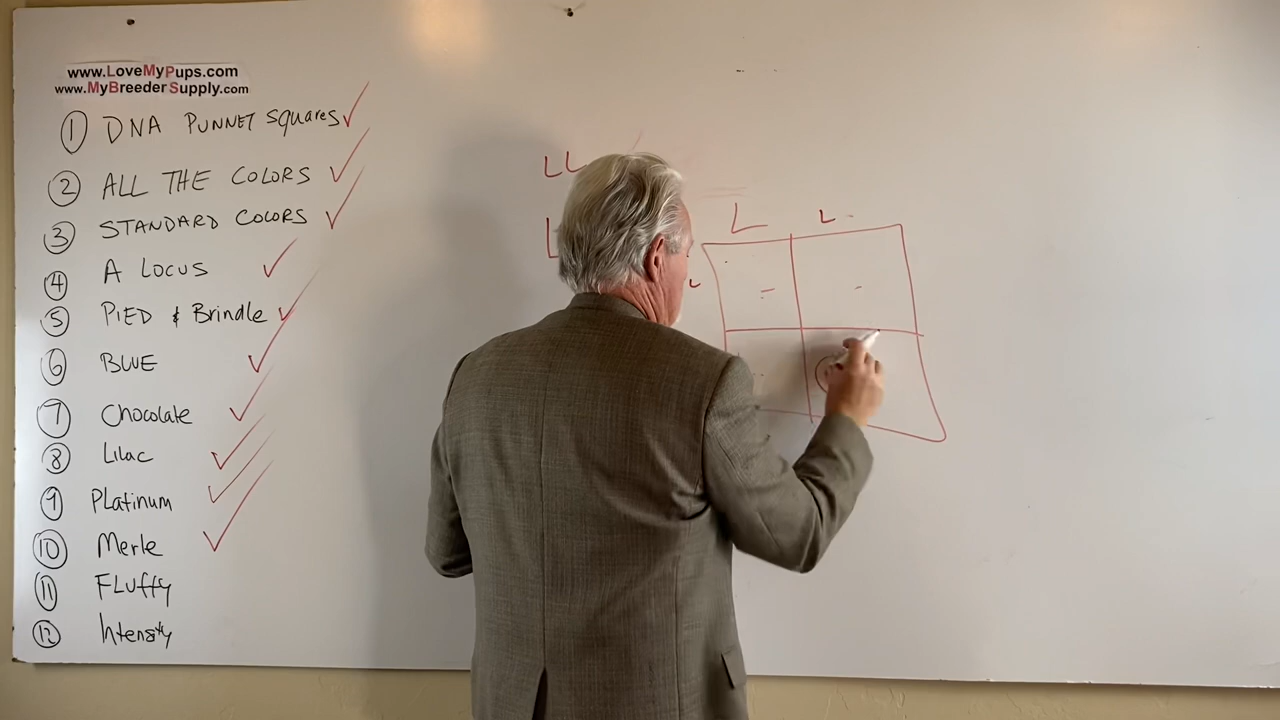 www.LoveMyPups.com
www.MyBreederSupply.com
① DNA PUNNET Squares ✓
② ALL THE COLORS ✓
③ STANDARD COLORS ✓
④ A LOCUS ✓
⑤ PIED & Brindle ✓
⑥ BLUE ✓
⑦ Chocolate ✓
⑧ Lilac ✓
⑨ Platinum ✓
⑩ Merle ✓
⑪ FLuffy
⑫ Intensity
LL
L
L L
L